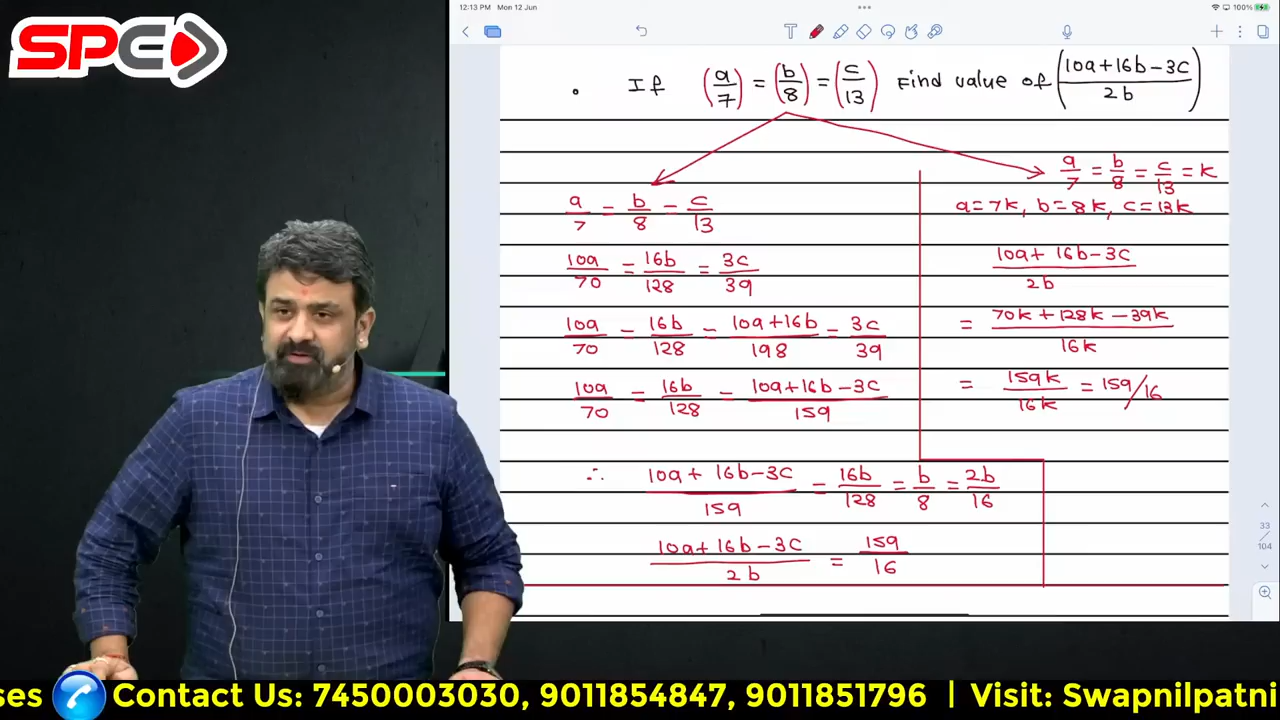 12:13 PM Mon 12 Jun
100%
SPC
T
. If (a/7) = (b/8) = (c/13) Find value of ((10a+16b-3c)/2b)
a/7 = b/8 = c/13
10a/70 = 16b/128 = 3c/39
10a/70 = 16b/128 = (10a+16b)/198 = 3c/39
10a/70 = 16b/128 = (10a+16b-3c)/159
a/7 = b/8 = c/13 = k
a=7k, b=8k, c=13k
(10a+16b-3c)/2b
= (70k+128k-39k)/16k
= 159k/16k = 159/16
∴ (10a+16b-3c)/159 = 16b/128 = b/8 = 2b/16
(10a+16b-3c)/2b = 159/16
33
/
104
ses Contact Us: 7450003030, 9011854847, 9011851796 | Visit: Swapnilpatni